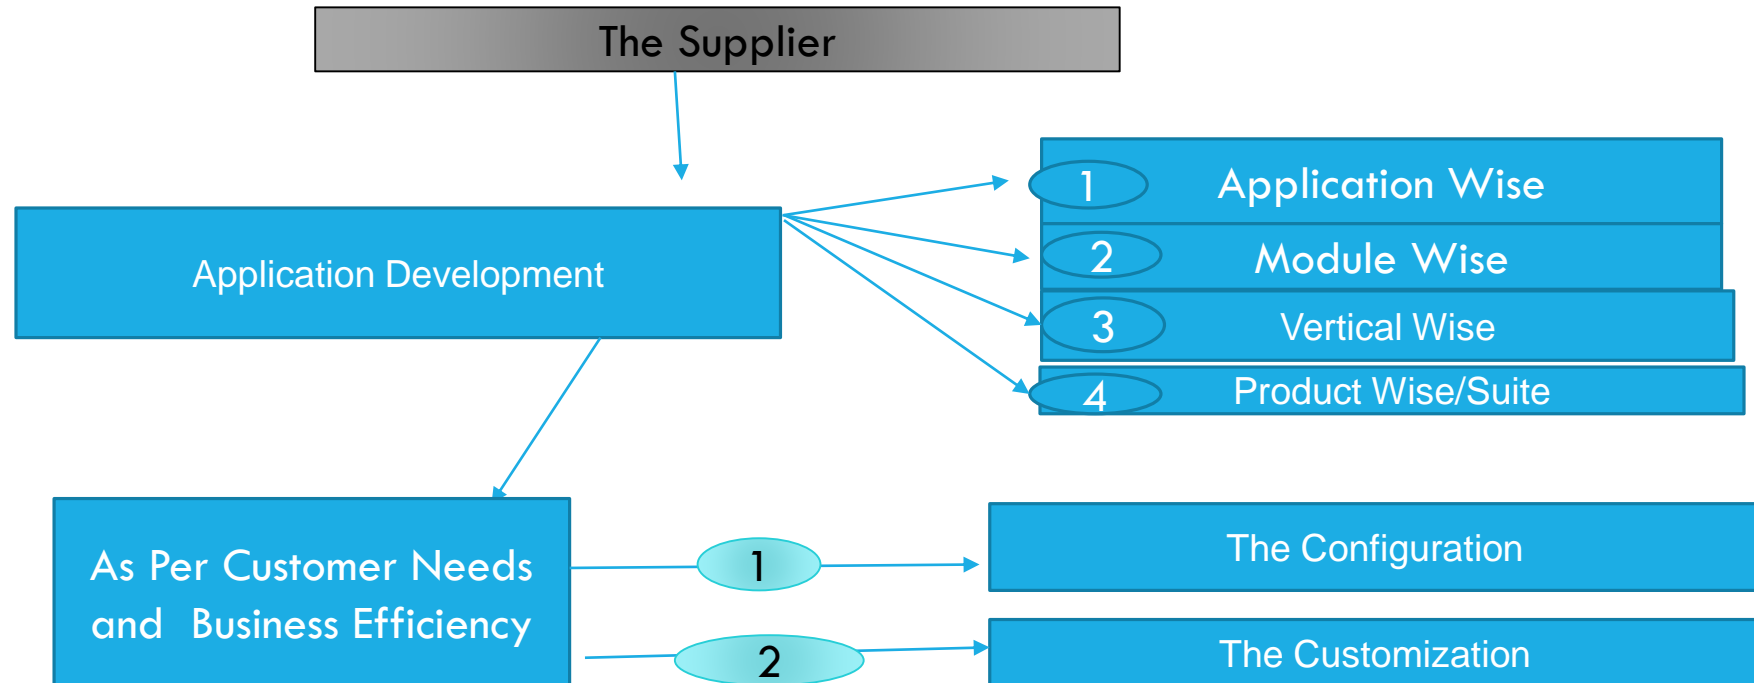 The Supplier
1 Application Wise
Application Development
2 Module Wise
3 Vertical Wise
4 Product Wise/Suite
As Per Customer Needs
and Business Efficiency
1
The Configuration
2
The Customization